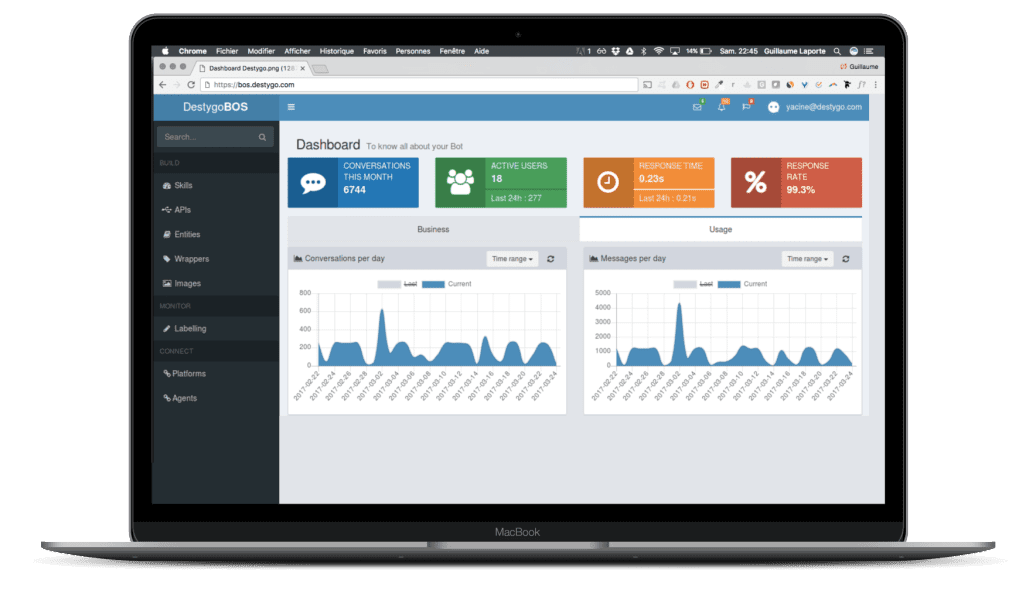 Chrome Fichier Modifier Afficher Historique Favoris Personnes Fenêtre Aide 1 14% Sam. 22:45 Guillaume Laporte
Dashboard Destygo.png (128 × Guillaume
https://bos.destygo.com
DestygoBOS yacine@destygo.com
Search...
BUILD
Skills
APIs
Entities
Wrappers
Images
MONITOR
Labelling
CONNECT
Platforms
Agents
Dashboard To know all about your Bot
CONVERSATIONS THIS MONTH
6744
ACTIVE USERS
18
Last 24h : 277
RESPONSE TIME
0.23s
Last 24h : 0.21s
%
RESPONSE RATE
99.3%
Business
Usage
Conversations per day Time range
Last Current
800
600
400
200
0
2017-02-22 2017-02-24 2017-02-26 2017-02-28 2017-03-02 2017-03-04 2017-03-06 2017-03-08 2017-03-10 2017-03-12 2017-03-14 2017-03-16 2017-03-18 2017-03-20 2017-03-22 2017-03-24
Messages per day Time range
Last Current
5000
4000
3000
2000
1000
0
2017-02-22 2017-02-24 2017-02-26 2017-02-28 2017-03-02 2017-03-04 2017-03-06 2017-03-08 2017-03-10 2017-03-12 2017-03-14 2017-03-16 2017-03-18 2017-03-20 2017-03-22 2017-03-24
MacBook